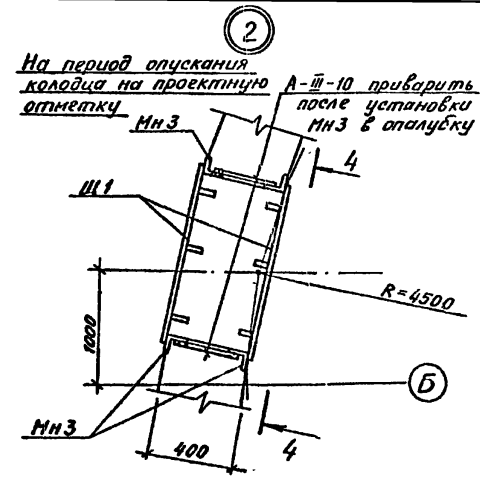 2
На период опускания
колодца на проектную
отметку
А-III-10 приварить
после установки
Мн3 в опалубку
Мн3
4
Щ1
R=4500
1000
Б
Мн3
400
4